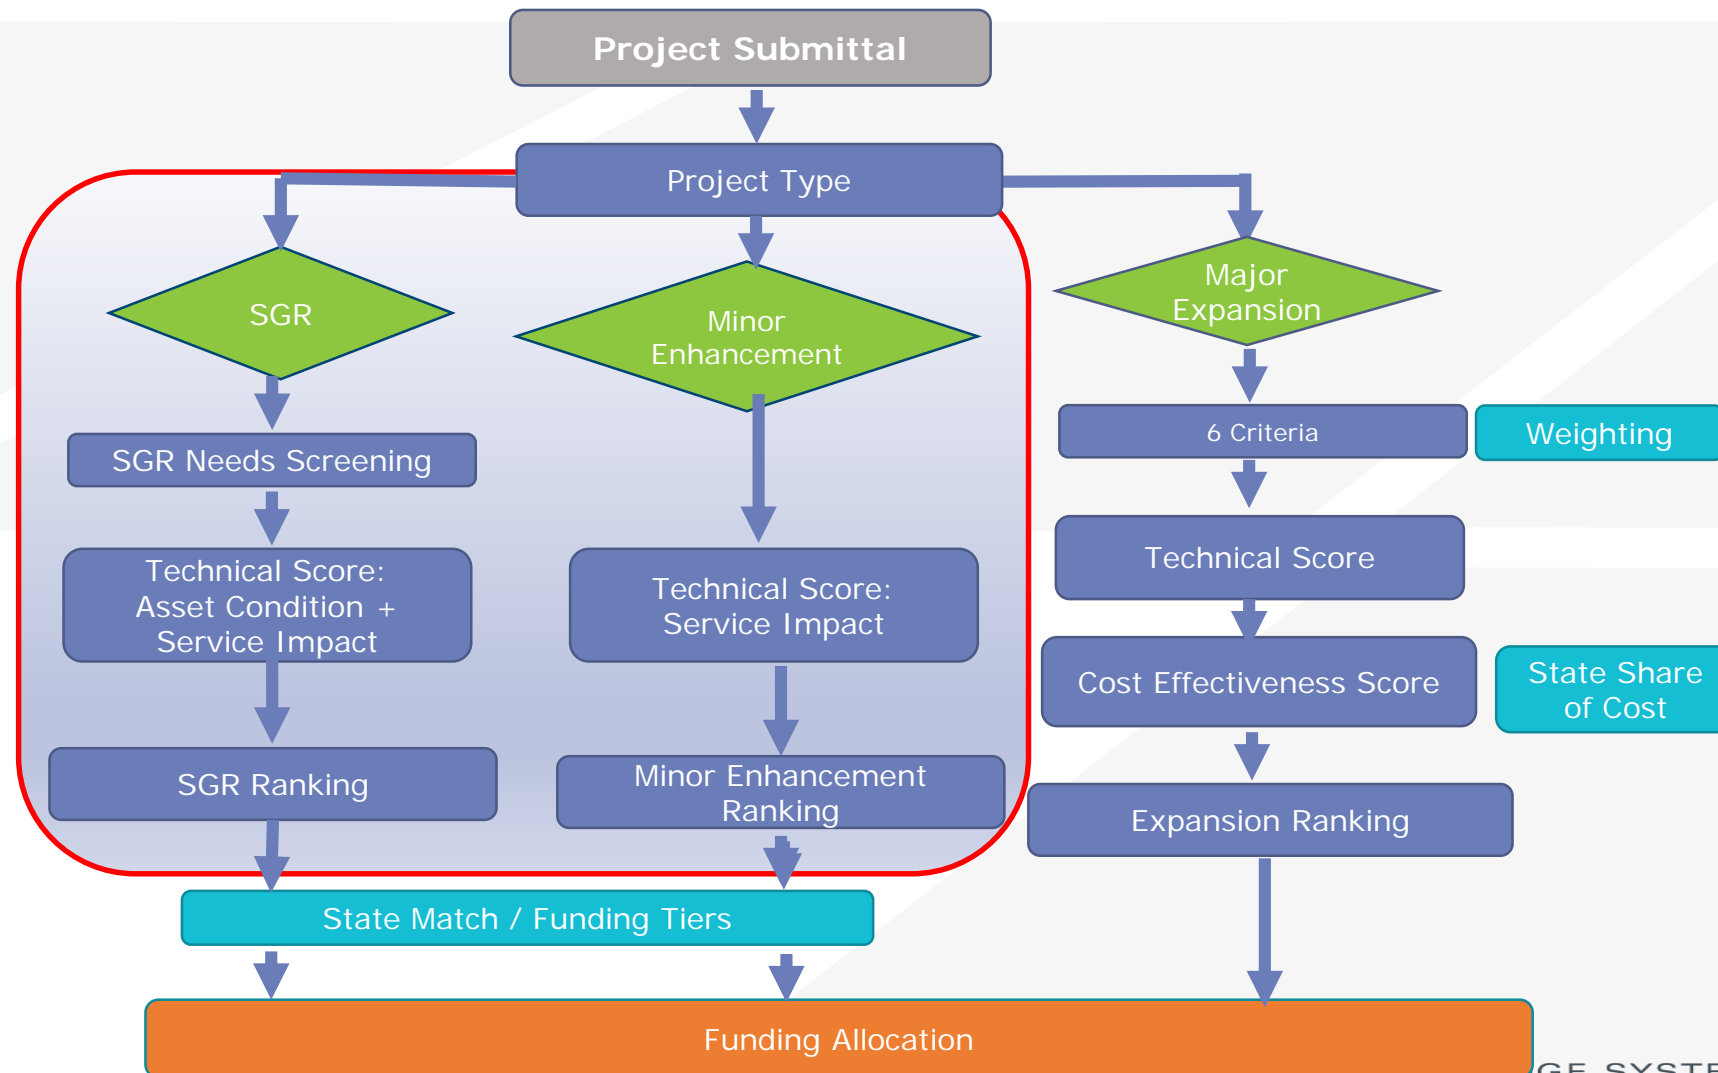 Project Submittal
Project Type
SGR
Minor
Enhancement
Major
Expansion
SGR Needs Screening
6 Criteria
Weighting
Technical Score:
Asset Condition +
Service Impact
Technical Score:
Service Impact
Technical Score
Cost Effectiveness Score
State Share
of Cost
SGR Ranking
Minor Enhancement
Ranking
Expansion Ranking
State Match / Funding Tiers
Funding Allocation